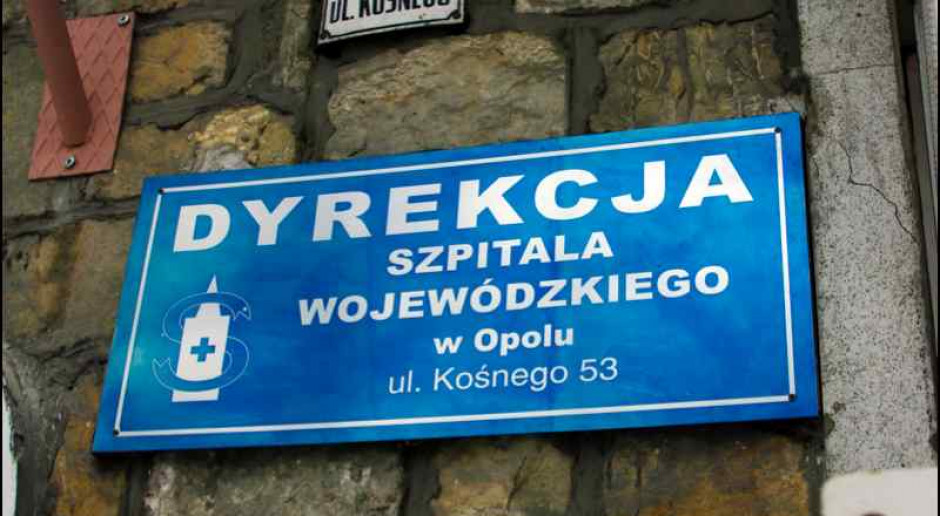 UL. KOŚNEGO
DYREKCJA
SZPITALA
WOJEWÓDZKIEGO
w Opolu
ul. Kośnego 53